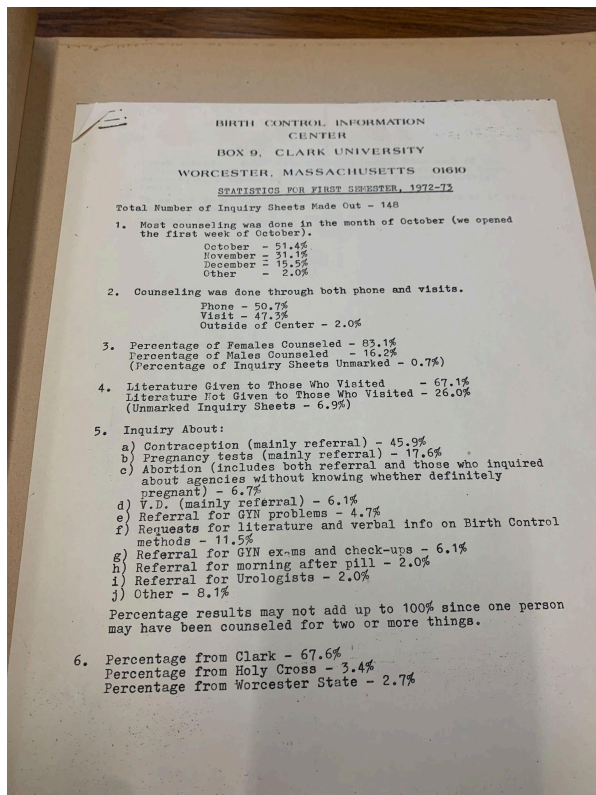 BIRTH CONTROL INFORMATION
CENTER
BOX 9, CLARK UNIVERSITY
WORCESTER, MASSACHUSETTS 01610
STATISTICS FOR FIRST SEMESTER, 1972-73
Total Number of Inquiry Sheets Made Out - 148
1. Most counseling was done in the month of October (we opened
the first week of October).
October - 51.4%
November - 31.1%
December - 15.5%
Other - 2.0%
2. Counseling was done through both phone and visits.
Phone - 50.7%
Visit - 47.3%
Outside of Center - 2.0%
3. Percentage of Females Counseled - 83.1%
Percentage of Males Counseled - 16.2%
(Percentage of Inquiry Sheets Unmarked - 0.7%)
4. Literature Given to Those Who Visited - 67.1%
Literature Not Given to Those Who Visited - 26.0%
(Unmarked Inquiry Sheets - 6.9%)
5. Inquiry About:
a) Contraception (mainly referral) - 45.9%
b) Pregnancy tests (mainly referral) - 17.6%
c) Abortion (includes both referral and those who inquired
about agencies without knowing whether definitely
pregnant) - 6.7%
d) V.D. (mainly referral) - 6.1%
e) Referral for GYN problems - 4.7%
f) Requests for literature and verbal info on Birth Control
methods - 11.5%
g) Referral for GYN exams and check-ups - 6.1%
h) Referral for morning after pill - 2.0%
i) Referral for Urologists - 2.0%
j) Other - 8.1%
Percentage results may not add up to 100% since one person
may have been counseled for two or more things.
6. Percentage from Clark - 67.6%
Percentage from Holy Cross - 3.4%
Percentage from Worcester State - 2.7%